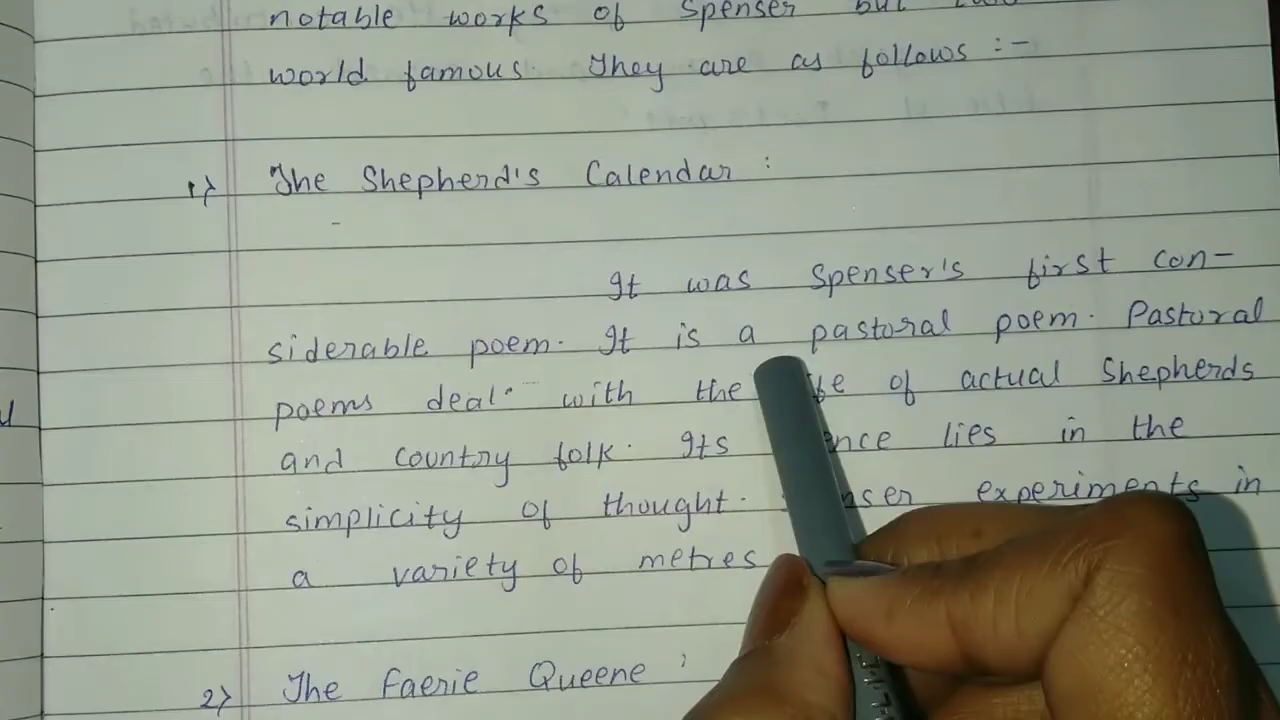 notable works of Spenser but
world famous. They are as follows :-
1) The Shepherd's Calendar :
It was Spenser's first con-
siderable poem. It is a pastoral poem. Pastoral
poems deal with the of actual Shepherds
and country folk. Its lies in the
simplicity of thought. experiments in
a variety of metres
2) The Faerie Queene :